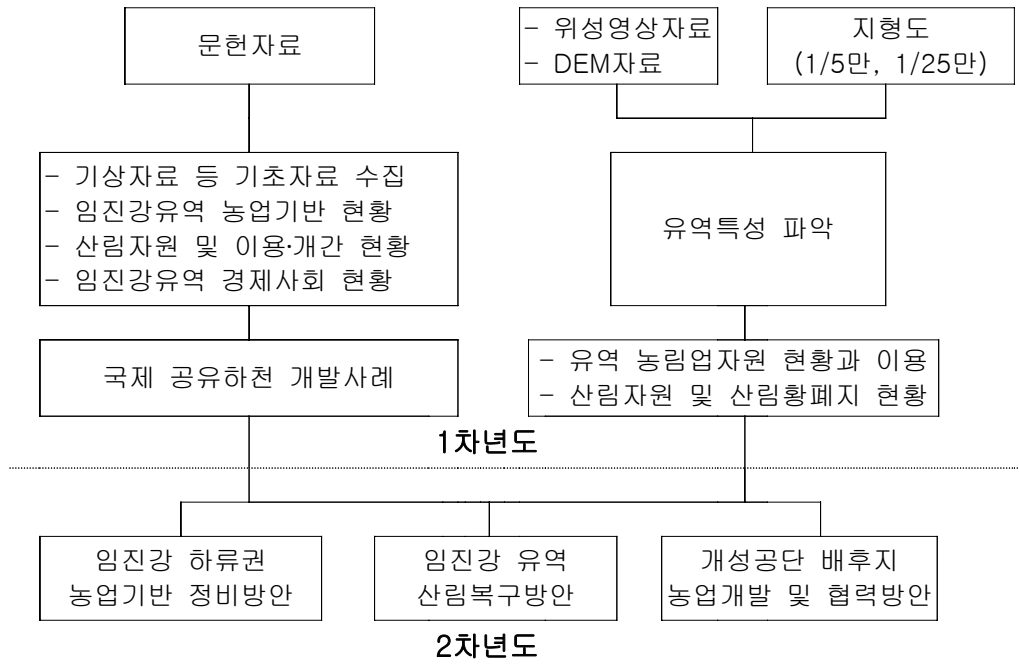 문헌자료
- 위성영상자료
- DEM자료
지형도
(1/5만, 1/25만)
- 기상자료 등 기초자료 수집
- 임진강유역 농업기반 현황
- 산림자원 및 이용·개간 현황
- 임진강유역 경제사회 현황
유역특성 파악
국제 공유하천 개발사례
- 유역 농림업자원 현황과 이용
- 산림자원 및 산림황폐지 현황
1차년도
임진강 하류권
농업기반 정비방안
임진강 유역
산림복구방안
개성공단 배후지
농업개발 및 협력방안
2차년도